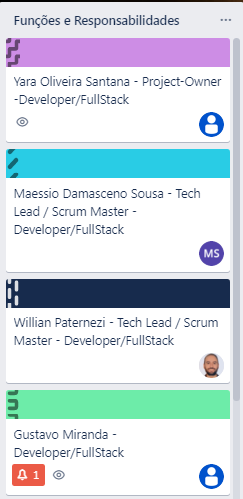 Funções e Responsabilidades
Yara Oliveira Santana - Project-Owner
-Developer/FullStack
Maessio Damasceno Sousa - Tech
Lead / Scrum Master -
Developer/FullStack
MS
Willian Paternezi - Tech Lead / Scrum
Master - Developer/FullStack
Gustavo Miranda -
Developer/FullStack
1